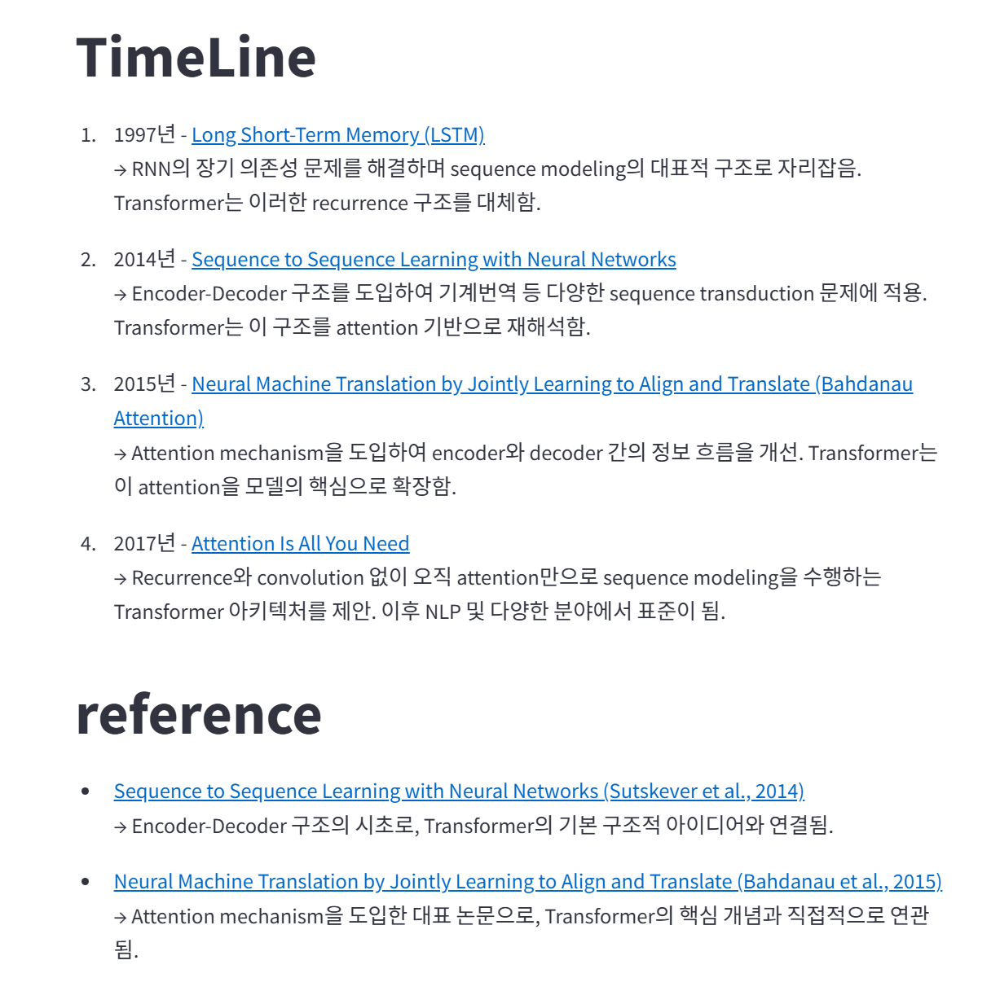 TimeLine
1. 1997년 - Long Short-Term Memory (LSTM)
→ RNN의 장기 의존성 문제를 해결하며 sequence modeling의 대표적 구조로 자리잡음.
Transformer는 이러한 recurrence 구조를 대체함.
2. 2014년 - Sequence to Sequence Learning with Neural Networks
→ Encoder-Decoder 구조를 도입하여 기계번역 등 다양한 sequence transduction 문제에 적용.
Transformer는 이 구조를 attention 기반으로 재해석함.
3. 2015년 - Neural Machine Translation by Jointly Learning to Align and Translate (Bahdanau
Attention)
→ Attention mechanism을 도입하여 encoder와 decoder 간의 정보 흐름을 개선. Transformer는
이 attention을 모델의 핵심으로 확장함.
4. 2017년 - Attention Is All You Need
→ Recurrence와 convolution 없이 오직 attention만으로 sequence modeling을 수행하는
Transformer 아키텍처를 제안. 이후 NLP 및 다양한 분야에서 표준이 됨.
reference
• Sequence to Sequence Learning with Neural Networks (Sutskever et al., 2014)
→ Encoder-Decoder 구조의 시초로, Transformer의 기본 구조적 아이디어와 연결됨.
• Neural Machine Translation by Jointly Learning to Align and Translate (Bahdanau et al., 2015)
→ Attention mechanism을 도입한 대표 논문으로, Transformer의 핵심 개념과 직접적으로 연관
됨.